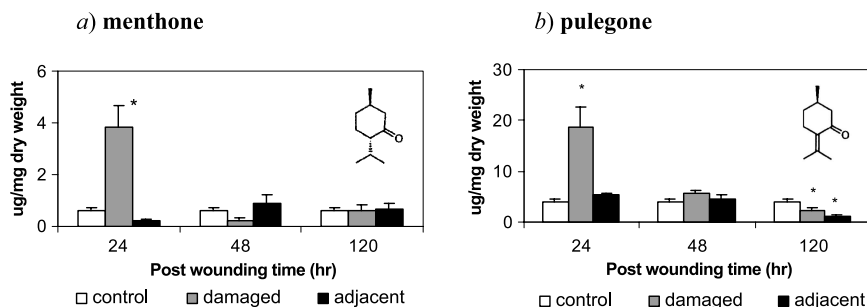 a) menthone
ug/mg dry weight
6
4
2
0
*
O
24 48 120
Post wounding time (hr)
control damaged adjacent
b) pulegone
ug/mg dry weight
30
20
10
0
*
O
* *
24 48 120
Post wounding time (hr)
control damaged adjacent